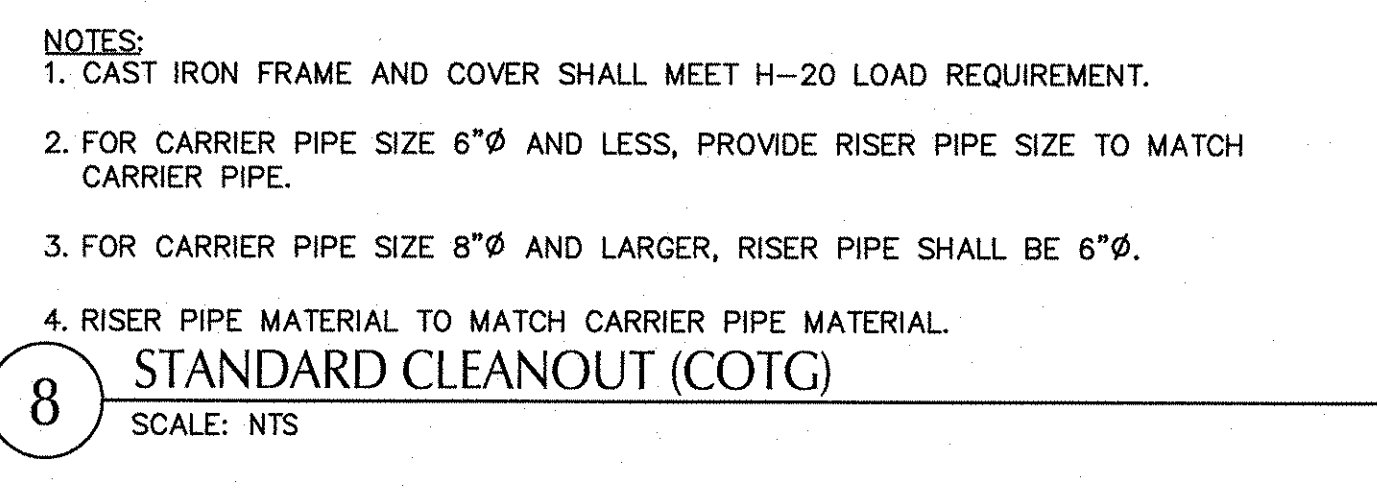 NOTES:
1. CAST IRON FRAME AND COVER SHALL MEET H-20 LOAD REQUIREMENT.
2. FOR CARRIER PIPE SIZE 6"Ø AND LESS, PROVIDE RISER PIPE SIZE TO MATCH
CARRIER PIPE.
3. FOR CARRIER PIPE SIZE 8"Ø AND LARGER, RISER PIPE SHALL BE 6"Ø.
4. RISER PIPE MATERIAL TO MATCH CARRIER PIPE MATERIAL.
8 STANDARD CLEANOUT (COTG)
SCALE: NTS